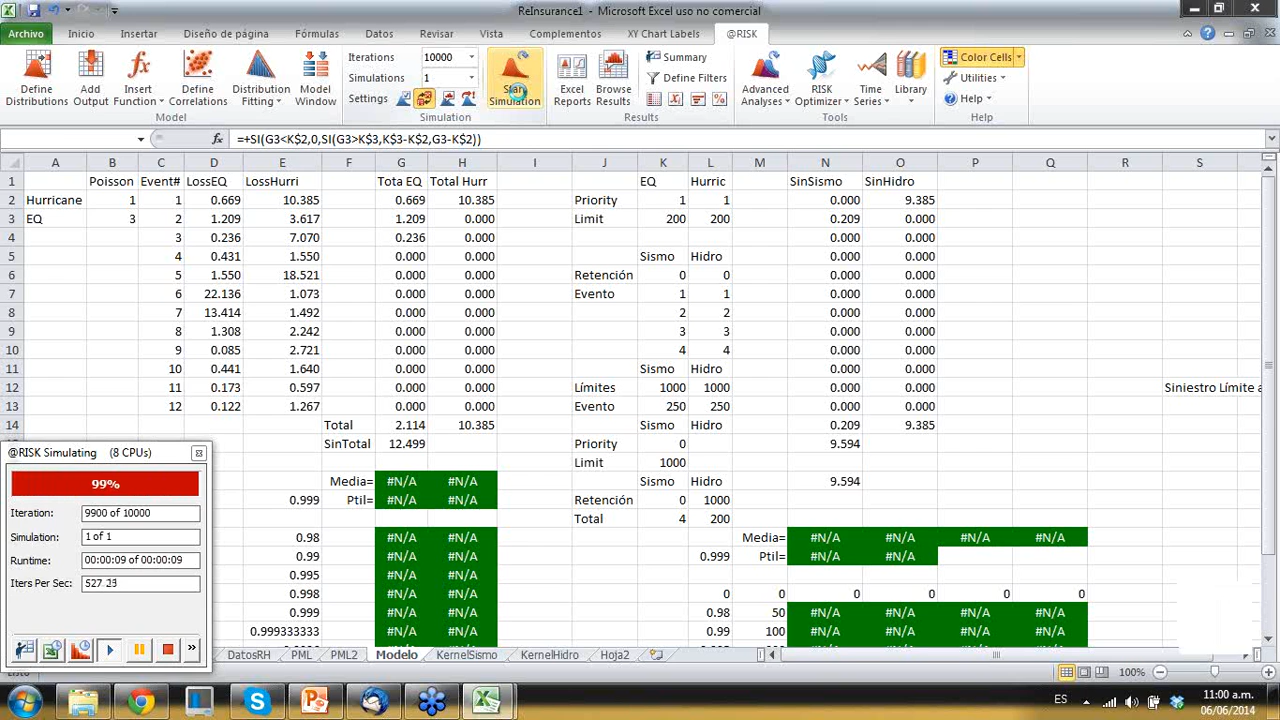 ReInsurance1 - Microsoft Excel uso no comercial
Archivo Inicio Insertar Diseño de página Fórmulas Datos Revisar Vista Complementos XY Chart Labels @RISK
Define Distributions Add Output Insert Function Define Correlations Distribution Fitting Model Window
Model
Iterations 10000
Simulations 1
Settings
Start Simulation
Simulation
Excel Reports Browse Results
Summary
Define Filters
Results
Advanced Analyses RISK Optimizer Time Series Library
Tools
Color Cells
Utilities
Help
Help
fx =+SI(G3<K$2,0,SI(G3>K$3,K$3-K$2,G3-K$2))
A B C D E F G H I J K L M N O P Q R S
1 Poisson Event# LossEQ LossHurri Tota EQ Total Hurr EQ Hurric SinSismo SinHidro
2 Hurricane 1 1 0.669 10.385 0.669 10.385 Priority 1 1 0.000 9.385
3 EQ 3 2 1.209 3.617 1.209 0.000 Limit 200 200 0.209 0.000
4 3 0.236 7.070 0.236 0.000 0.000 0.000
5 4 0.431 1.550 0.000 0.000 Sismo Hidro 0.000 0.000
6 5 1.550 18.521 0.000 0.000 Retención 0 0 0.000 0.000
7 6 22.136 1.073 0.000 0.000 Evento 1 1 0.000 0.000
8 7 13.414 1.492 0.000 0.000 2 2 0.000 0.000
9 8 1.308 2.242 0.000 0.000 3 3 0.000 0.000
10 9 0.085 2.721 0.000 0.000 4 4 0.000 0.000
11 10 0.441 1.640 0.000 0.000 Sismo Hidro 0.000 0.000
12 11 0.173 0.597 0.000 0.000 Límites 1000 1000 0.000 0.000 Siniestro Límite a
13 12 0.122 1.267 0.000 0.000 Evento 250 250 0.000 0.000
14 Total 2.114 10.385 Sismo Hidro 0.209 9.385
SinTotal 12.499 Priority 0 9.594
Limit 1000
Media= #N/A #N/A Sismo Hidro 9.594
0.999 Ptil= #N/A #N/A Retención 0 1000
Total 4 200
0.98 #N/A #N/A Media= #N/A #N/A #N/A #N/A
0.99 #N/A #N/A 0.999 Ptil= #N/A #N/A
0.995 #N/A #N/A
0.998 #N/A #N/A 0 0 0 0 0 0
0.999 #N/A #N/A 0.98 50 #N/A #N/A #N/A #N/A
0.999333333 #N/A #N/A 0.99 100 #N/A #N/A #N/A #N/A
@RISK Simulating (8 CPUs)
99%
Iteration: 9900 of 10000
Simulation: 1 of 1
Runtime: 00:00:09 of 00:00:09
Iters Per Sec: 527.23
DatosRH PML PML2 Modelo KernelSismo KernelHidro Hoja2
100%
ES 11:00 a.m.
06/06/2014